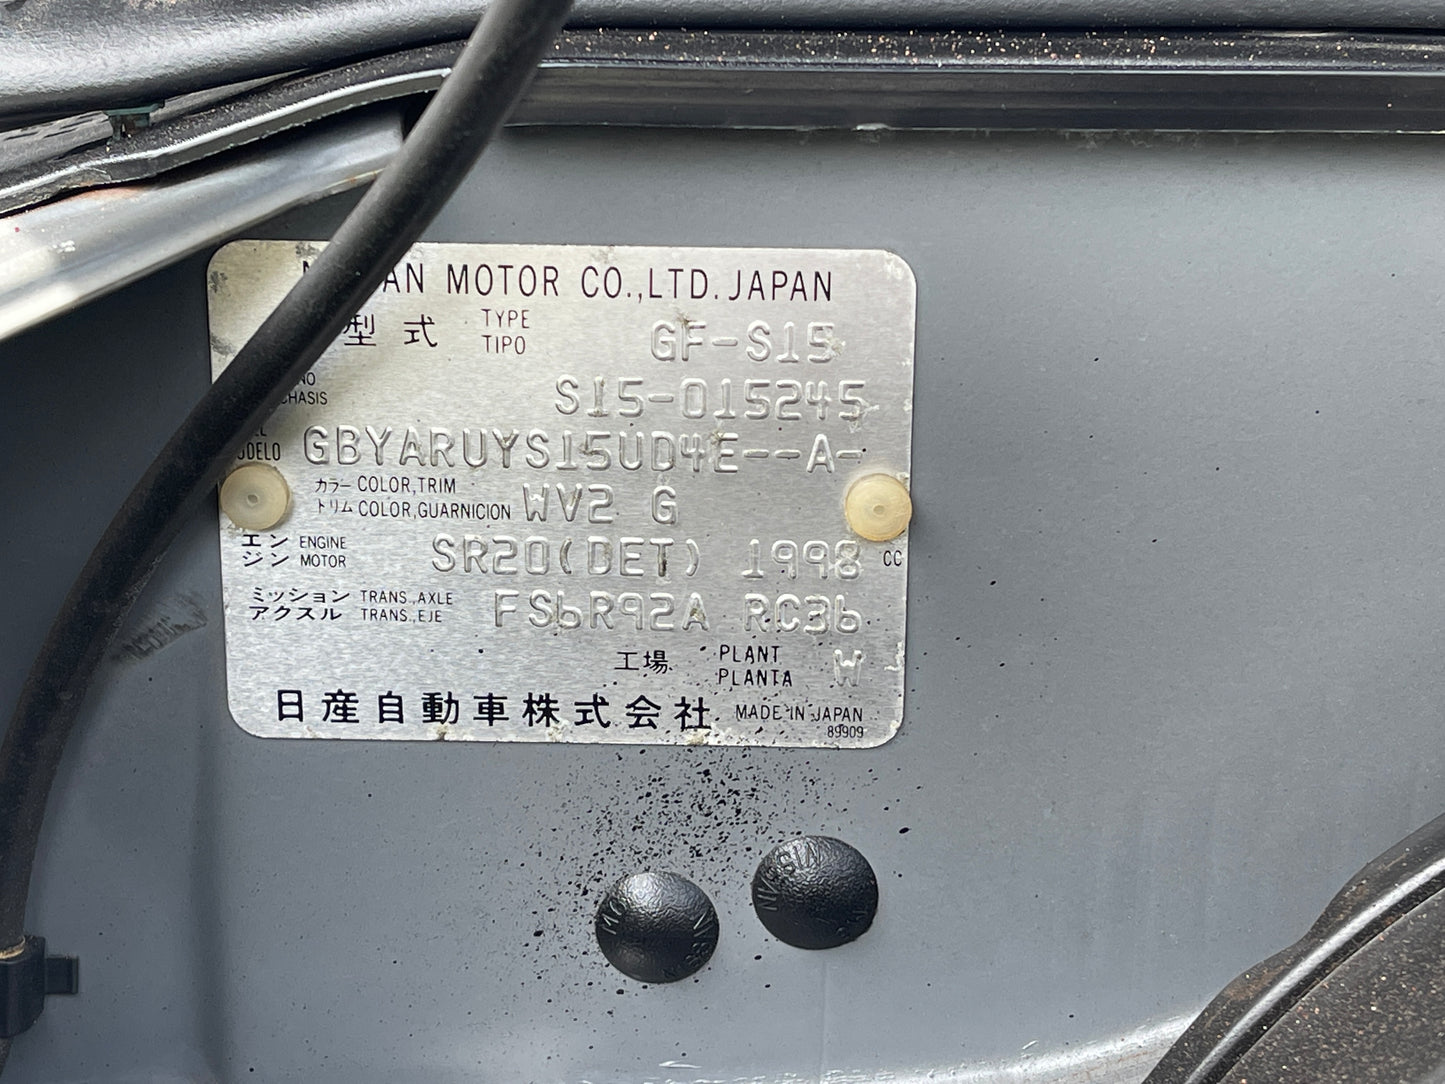 AN MOTOR CO.,LTD. JAPAN
型式 TYPE TIPO GF-S15
NO CHASIS S15-015245
GBYARUYS15UD4E--A-
カラー COLOR,TRIM
トリム COLOR,GUARNICION WV2 G
エンジン ENGINE MOTOR SR20(DET) 1998 CC
ミッション TRANS.,AXLE
アクスル TRANS.,EJE FS6R92A RC36
工場 PLANT PLANTA W
日産自動車株式会社 MADE IN JAPAN
89909
NISSAN